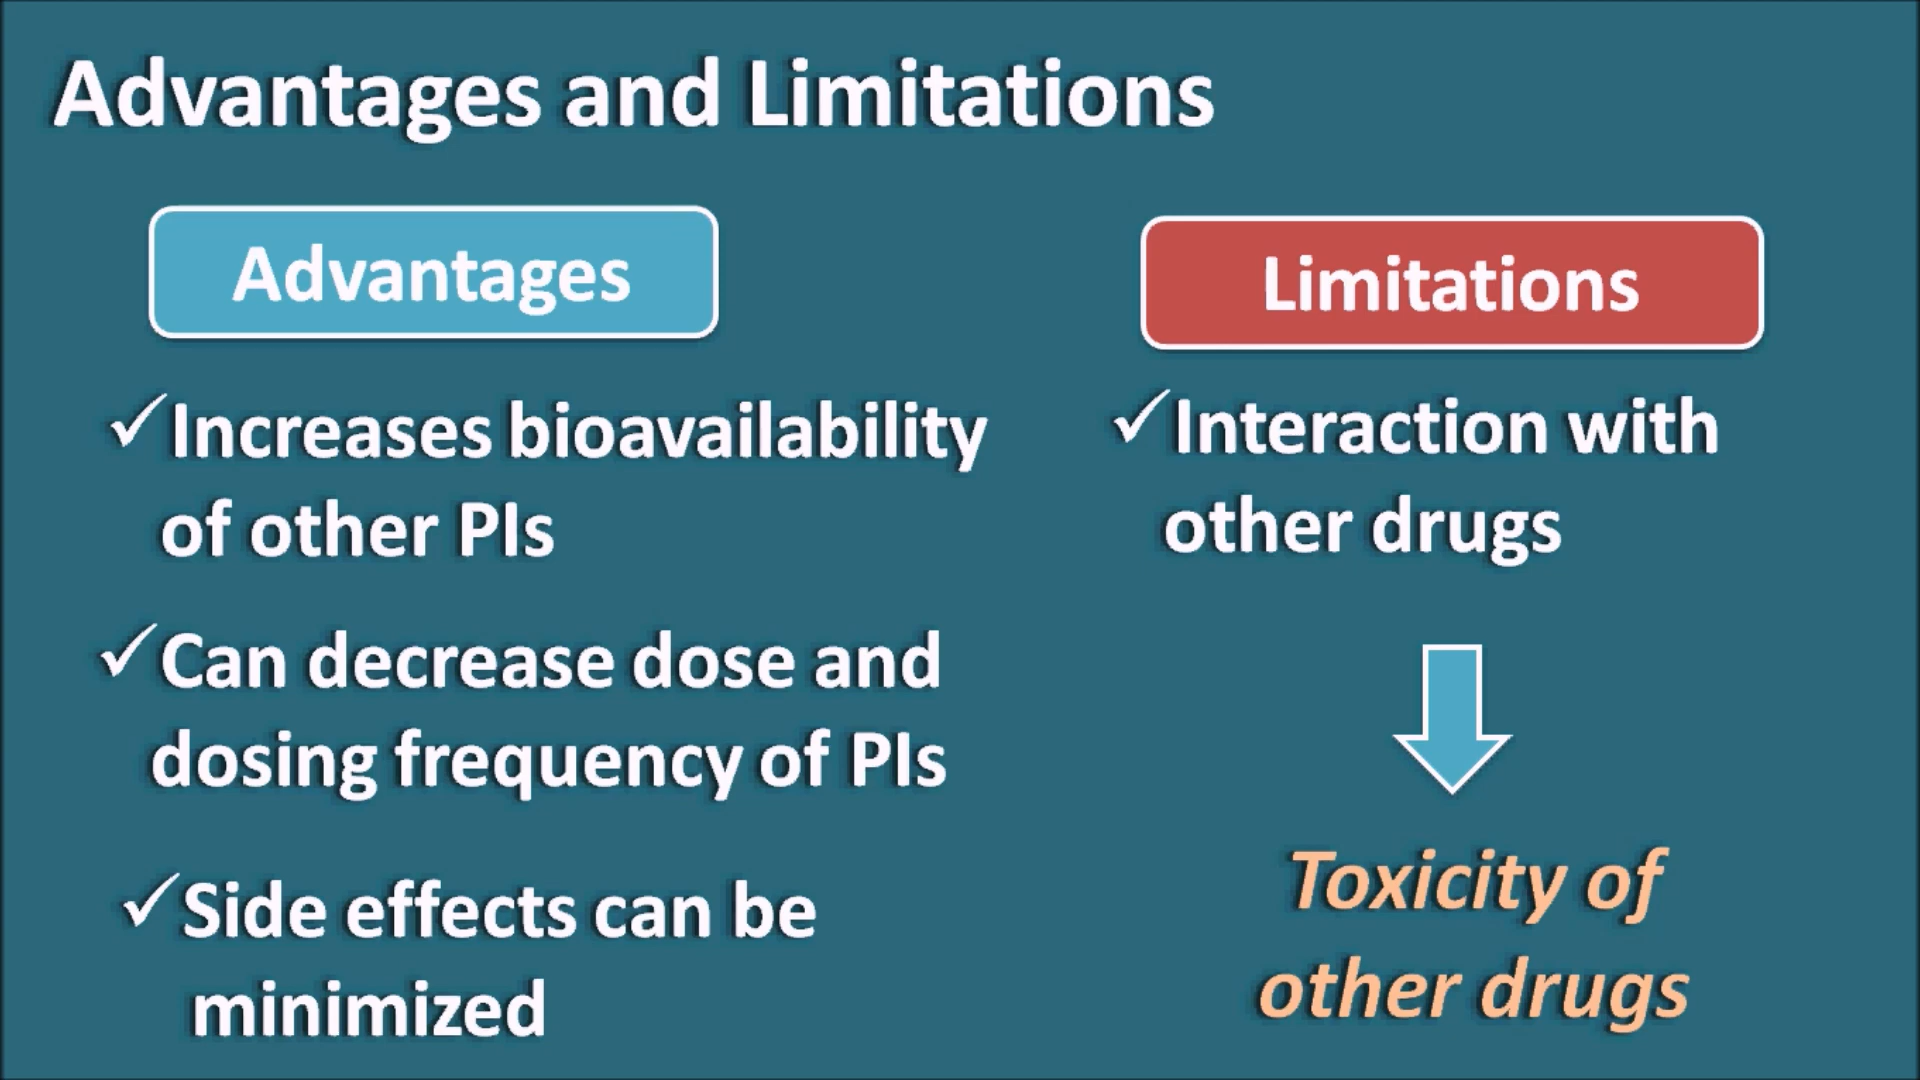 Advantages and Limitations
Advantages
✓Increases bioavailability
of other PIs
✓Can decrease dose and
dosing frequency of PIs
✓Side effects can be
minimized
Limitations
✓Interaction with
other drugs
Toxicity of
other drugs